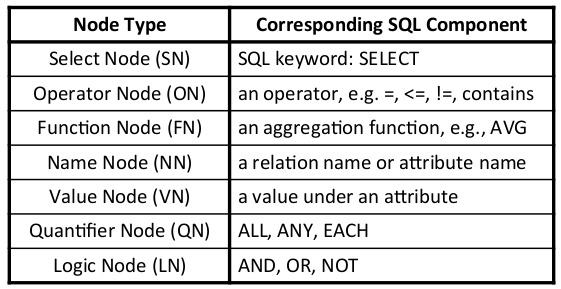 Node Type Corresponding SQL Component
Select Node (SN) SQL keyword: SELECT
Operator Node (ON) an operator, e.g. =, <=, !=, contains
Function Node (FN) an aggregation function, e.g., AVG
Name Node (NN) a relation name or attribute name
Value Node (VN) a value under an attribute
Quantifier Node (QN) ALL, ANY, EACH
Logic Node (LN) AND, OR, NOT